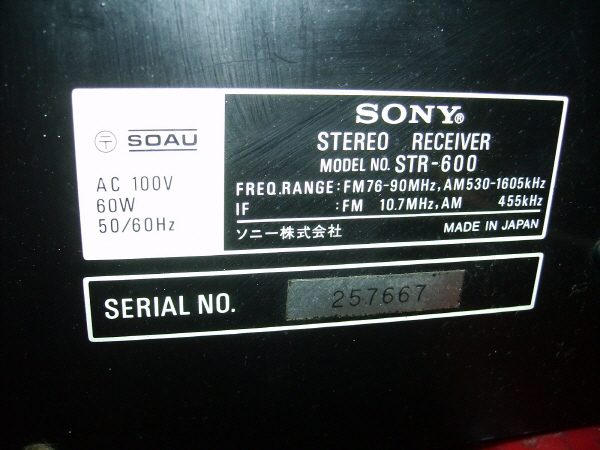 〒 SOAU
AC 100V
60W
50/60Hz
SONY®
STEREO RECEIVER
MODEL NO. STR-600
FREQ.RANGE:FM76-90MHz, AM530-1605kHz
IF :FM 10.7MHz, AM 455kHz
ソニー株式会社 MADE IN JAPAN
SERIAL NO. 257667